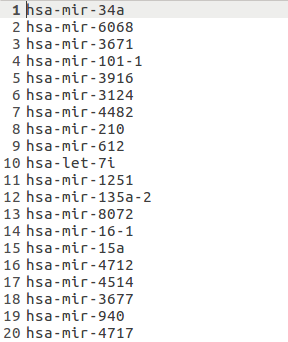 1 hsa-mir-34a
2 hsa-mir-6068
3 hsa-mir-3671
4 hsa-mir-101-1
5 hsa-mir-3916
6 hsa-mir-3124
7 hsa-mir-4482
8 hsa-mir-210
9 hsa-mir-612
10 hsa-let-7i
11 hsa-mir-1251
12 hsa-mir-135a-2
13 hsa-mir-8072
14 hsa-mir-16-1
15 hsa-mir-15a
16 hsa-mir-4712
17 hsa-mir-4514
18 hsa-mir-3677
19 hsa-mir-940
20 hsa-mir-4717